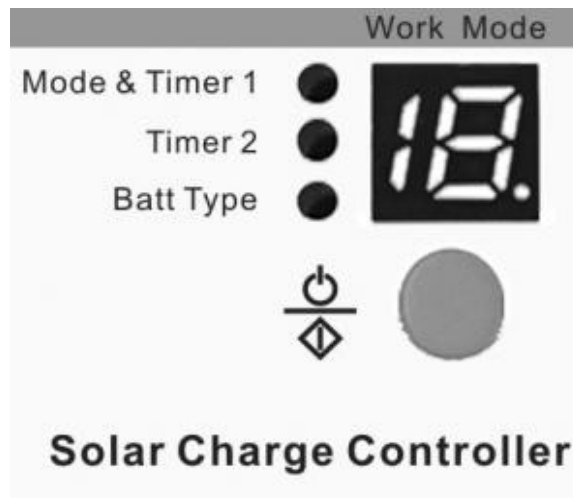 Work Mode
Mode & Timer 1
18.
Timer 2
Batt Type
Solar Charge Controller